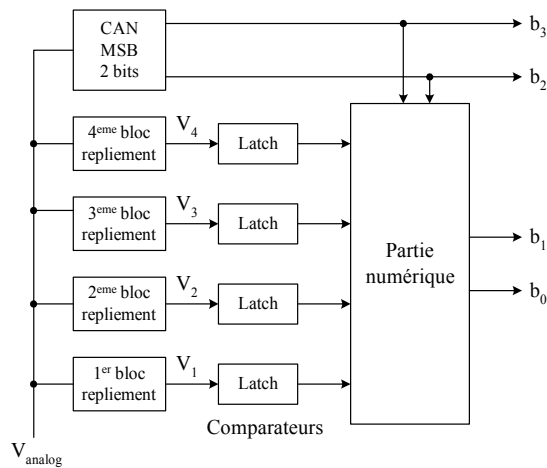 CAN
MSB
2 bits
b3
b2
4eme bloc
repliement
V4
Latch
3eme bloc
repliement
V3
Latch
2eme bloc
repliement
V2
Latch
1er bloc
repliement
V1
Latch
Partie
numérique
b1
b0
Comparateurs
Vanalog